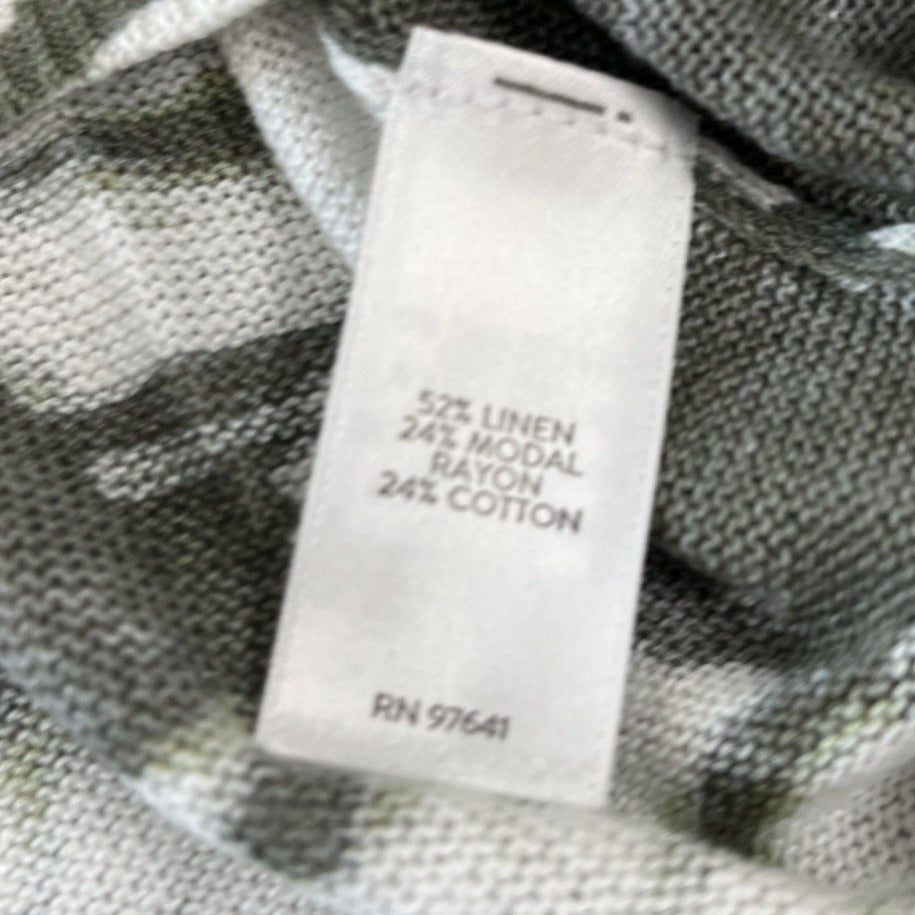 52% LINEN
24% MODAL
RAYON
24% COTTON
RN 97641